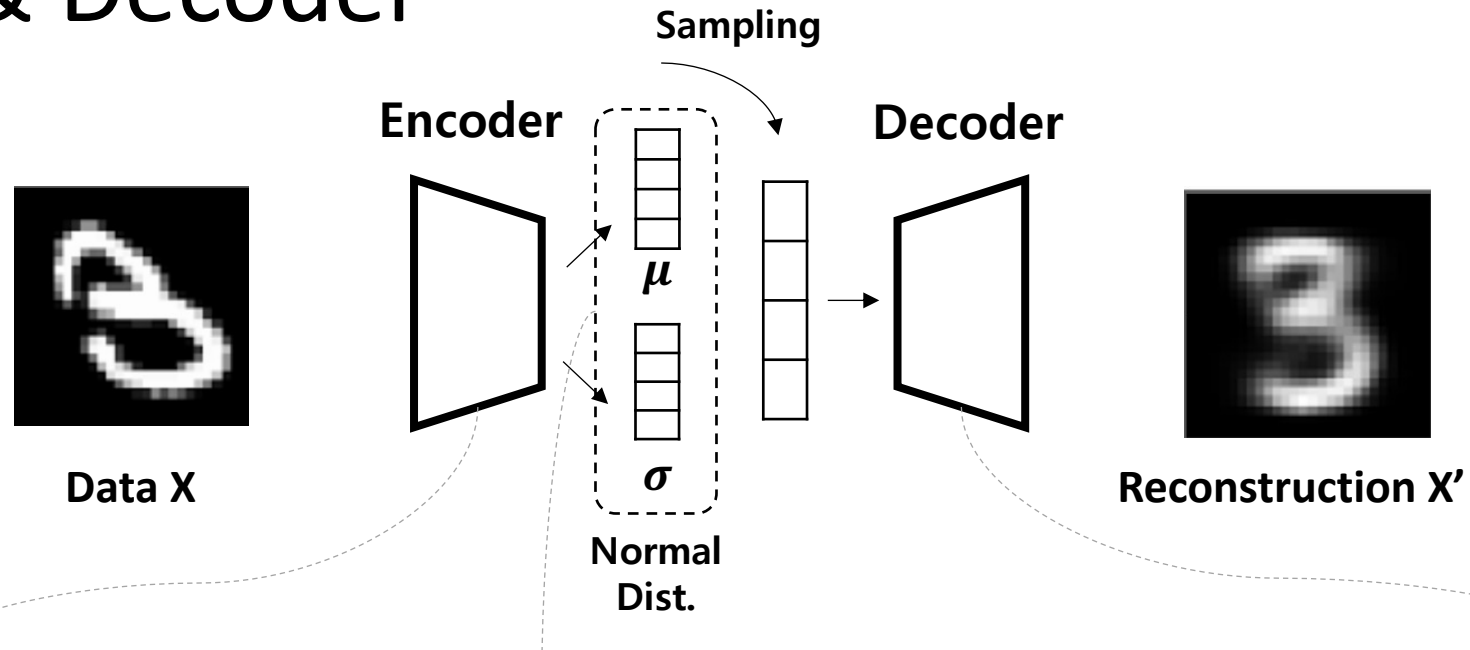 & Decoder
Sampling
Encoder
Decoder
μ
σ
Data X
Reconstruction X’
Normal
Dist.